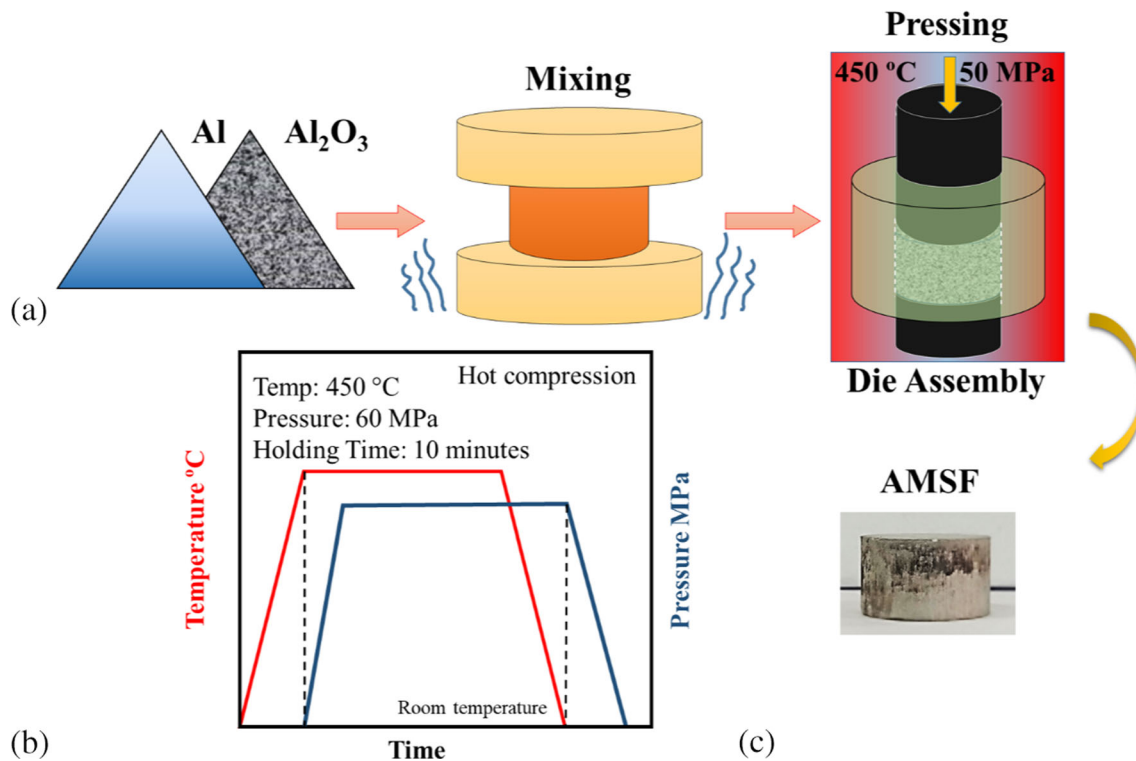 Pressing
450 ºC 50 MPa
Mixing
Al Al₂O₃
(a)
Die Assembly
Hot compression
Temp: 450 °C
Pressure: 60 MPa
Holding Time: 10 minutes
Temperature ºC
Pressure MPa
Room temperature
Time
(b)
AMSF
(c)